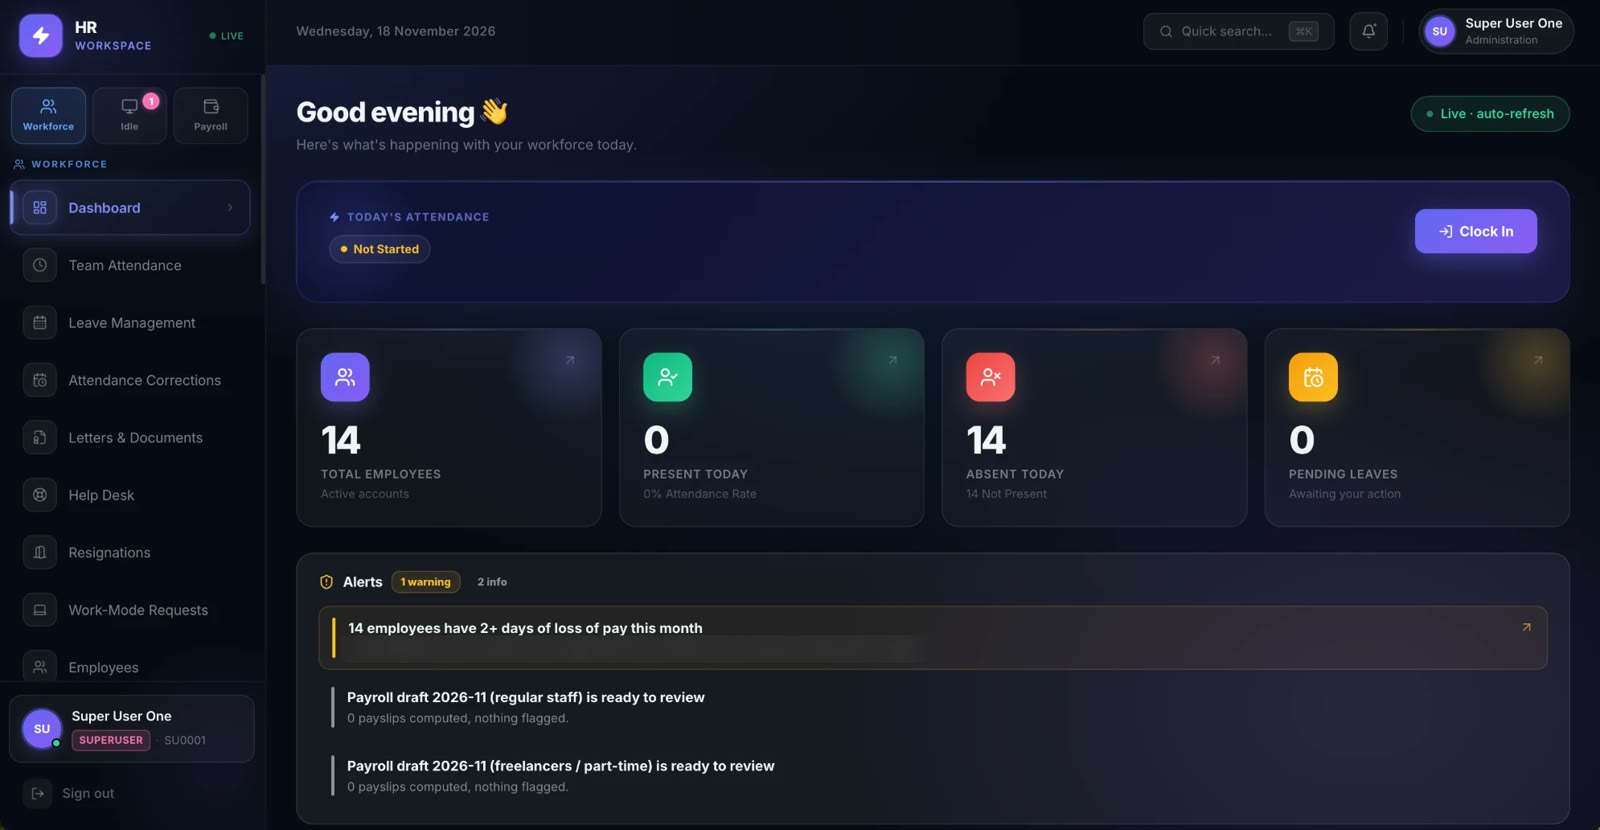 HR
WORKSPACE
LIVE
Workforce
1
Idle
Payroll
WORKFORCE
Dashboard
Team Attendance
Leave Management
Attendance Corrections
Letters & Documents
Help Desk
Resignations
Work-Mode Requests
Employees
SU
Super User One
SUPERUSER · SU0001
Sign out
Wednesday, 18 November 2026
Quick search... ⌘K
SU
Super User One
Administration
Good evening 👋
Here's what's happening with your workforce today.
Live · auto-refresh
TODAY'S ATTENDANCE
Not Started
Clock In
14
TOTAL EMPLOYEES
Active accounts
0
PRESENT TODAY
0% Attendance Rate
14
ABSENT TODAY
14 Not Present
0
PENDING LEAVES
Awaiting your action
Alerts 1 warning 2 info
14 employees have 2+ days of loss of pay this month
Payroll draft 2026-11 (regular staff) is ready to review
0 payslips computed, nothing flagged.
Payroll draft 2026-11 (freelancers / part-time) is ready to review
0 payslips computed, nothing flagged.